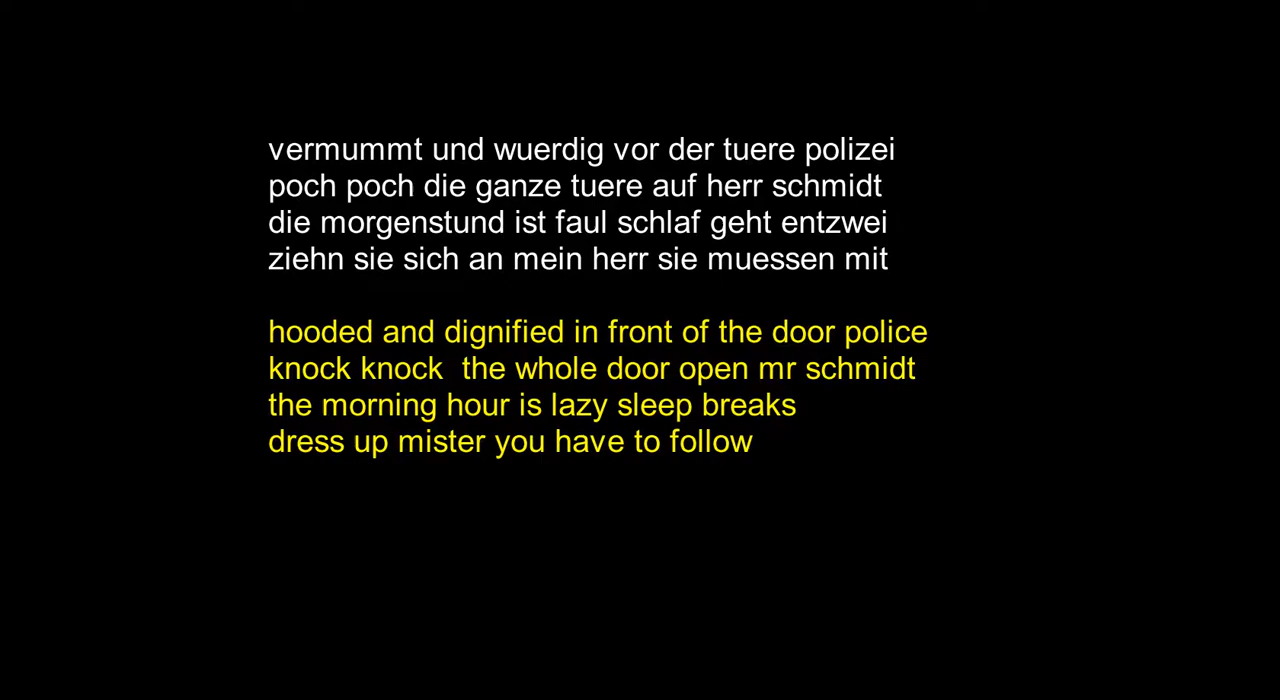 vermummt und wuerdig vor der tuere polizei
poch poch die ganze tuere auf herr schmidt
die morgenstund ist faul schlaf geht entzwei
ziehn sie sich an mein herr sie muessen mit
hooded and dignified in front of the door police
knock knock  the whole door open mr schmidt
the morning hour is lazy sleep breaks
dress up mister you have to follow